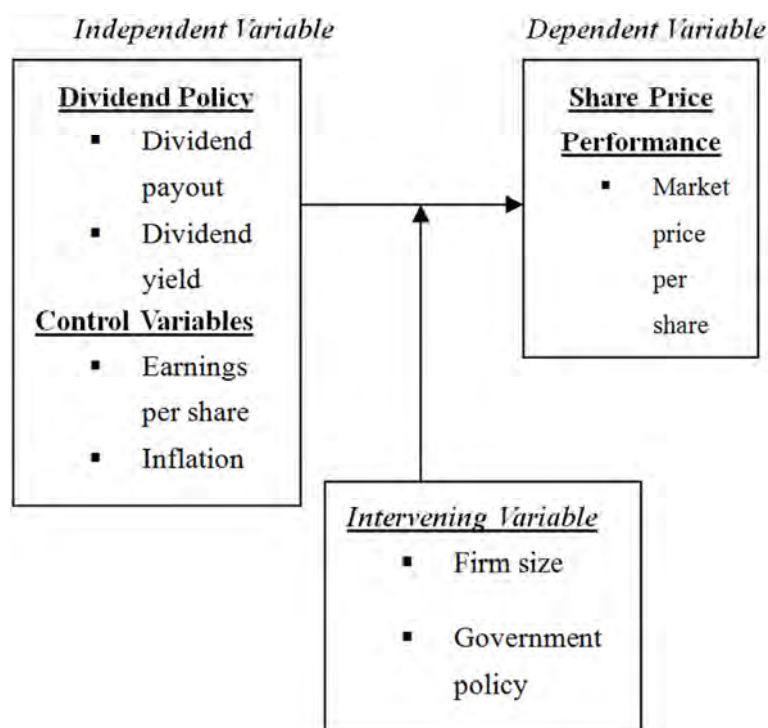 Independent Variable
Dividend Policy
▪ Dividend
payout
▪ Dividend
yield
Control Variables
▪ Earnings
per share
▪ Inflation
Dependent Variable
Share Price
Performance
▪ Market
price
per
share
Intervening Variable
▪ Firm size
▪ Government
policy